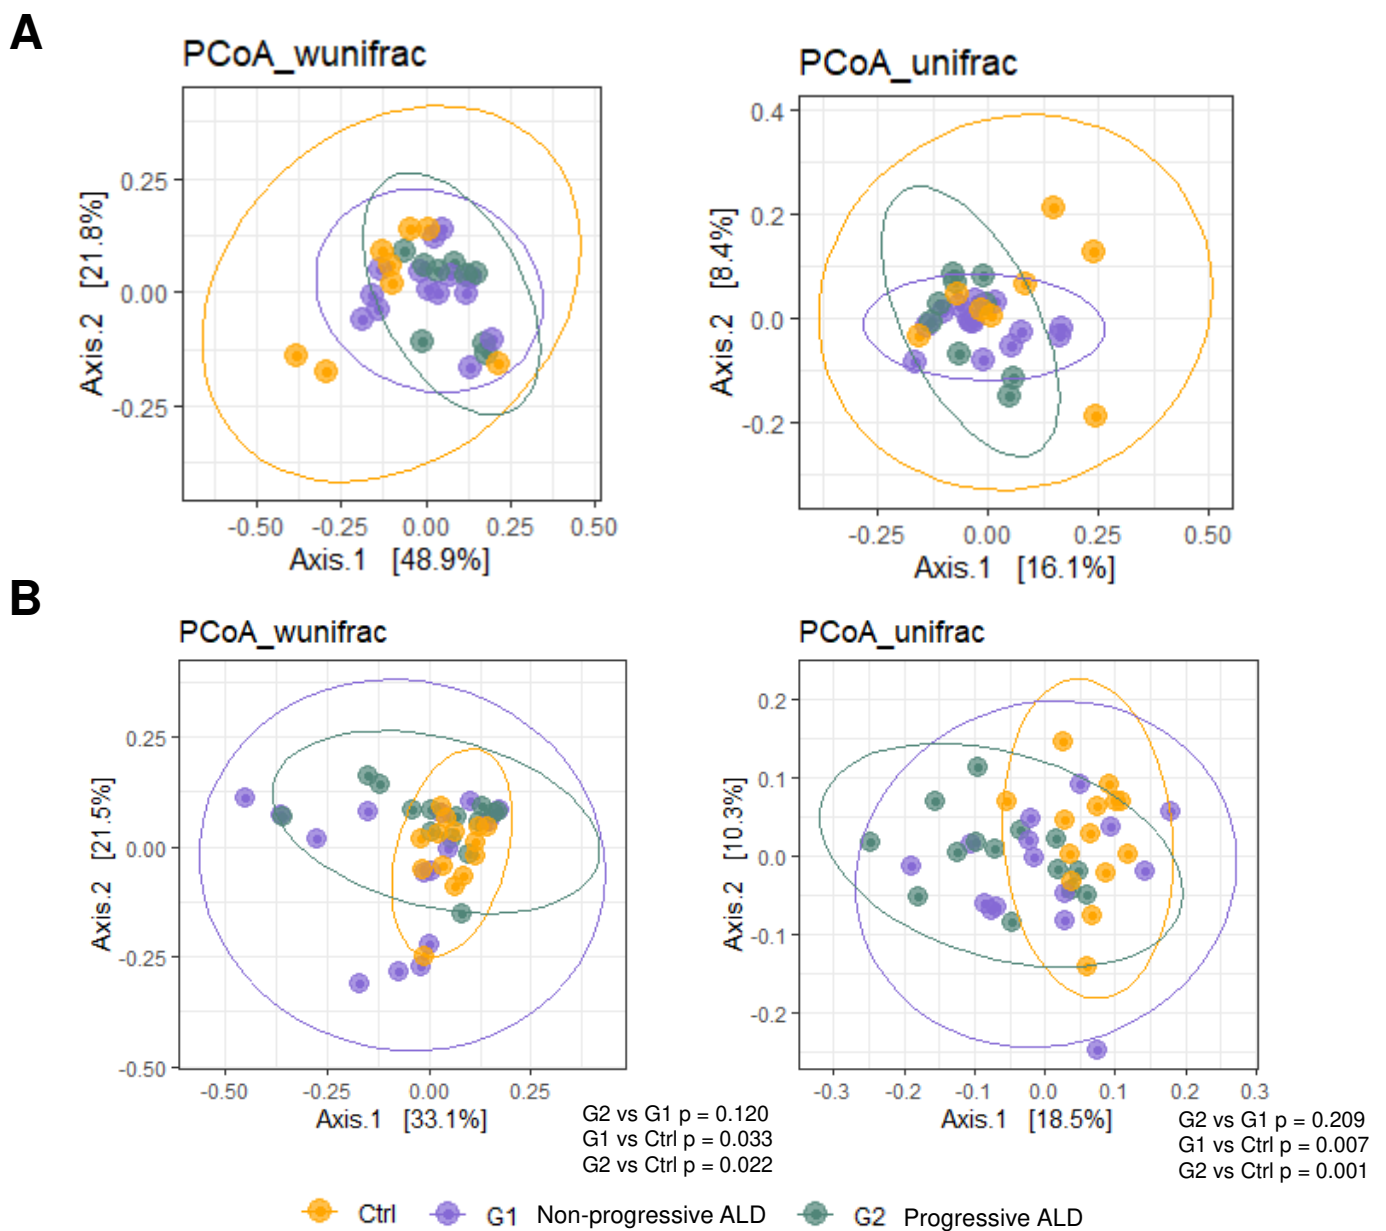 A
PCoA_wunifrac
Axis.2 [21.8%]
0.25
0.00
-0.25
-0.50 -0.25 0.00 0.25 0.50
Axis.1 [48.9%]
PCoA_unifrac
Axis.2 [8.4%]
0.4
0.2
0.0
-0.2
-0.25 0.00 0.25 0.50
Axis.1 [16.1%]
B
PCoA_wunifrac
Axis.2 [21.5%]
0.25
0.00
-0.25
-0.50
-0.50 -0.25 0.00 0.25
Axis.1 [33.1%]
G2 vs G1 p = 0.120
G1 vs Ctrl p = 0.033
G2 vs Ctrl p = 0.022
PCoA_unifrac
Axis.2 [10.3%]
0.2
0.1
0.0
-0.1
-0.2
-0.3 -0.2 -0.1 0.0 0.1 0.2 0.3
Axis.1 [18.5%]
G2 vs G1 p = 0.209
G1 vs Ctrl p = 0.007
G2 vs Ctrl p = 0.001
Ctrl G1 Non-progressive ALD G2 Progressive ALD